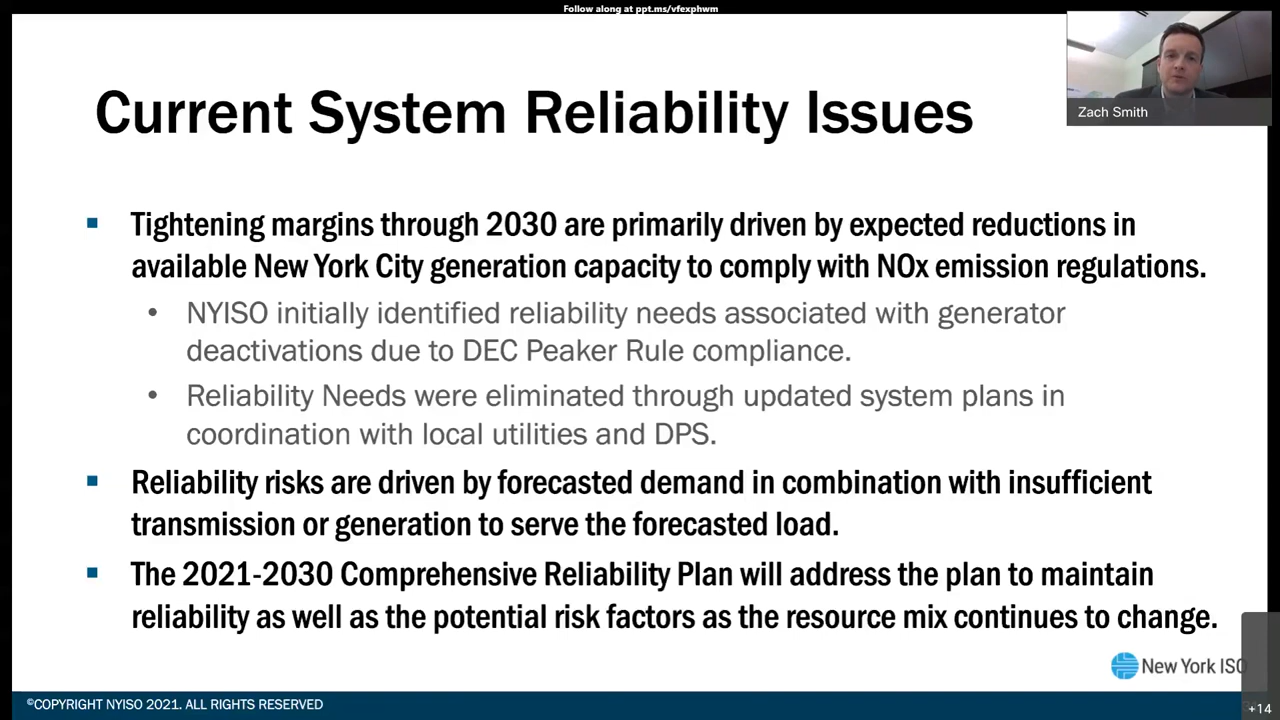 Follow along at ppt.ms/vfexphwm
Zach Smith
Current System Reliability Issues
Tightening margins through 2030 are primarily driven by expected reductions in
available New York City generation capacity to comply with NOx emission regulations.
• NYISO initially identified reliability needs associated with generator
deactivations due to DEC Peaker Rule compliance.
• Reliability Needs were eliminated through updated system plans in
coordination with local utilities and DPS.
Reliability risks are driven by forecasted demand in combination with insufficient
transmission or generation to serve the forecasted load.
The 2021-2030 Comprehensive Reliability Plan will address the plan to maintain
reliability as well as the potential risk factors as the resource mix continues to change.
New York ISO
©COPYRIGHT NYISO 2021. ALL RIGHTS RESERVED
+14